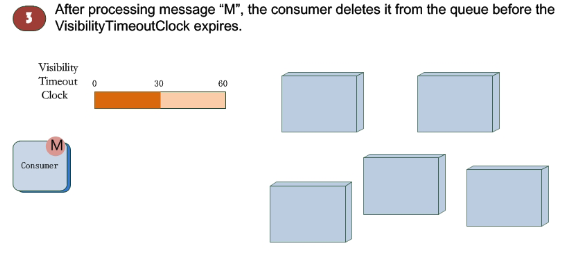 3
After processing message “M”, the consumer deletes it from the queue before the
VisibilityTimeoutClock expires.
Visibility
Timeout
Clock
0 30 60
M
Consumer